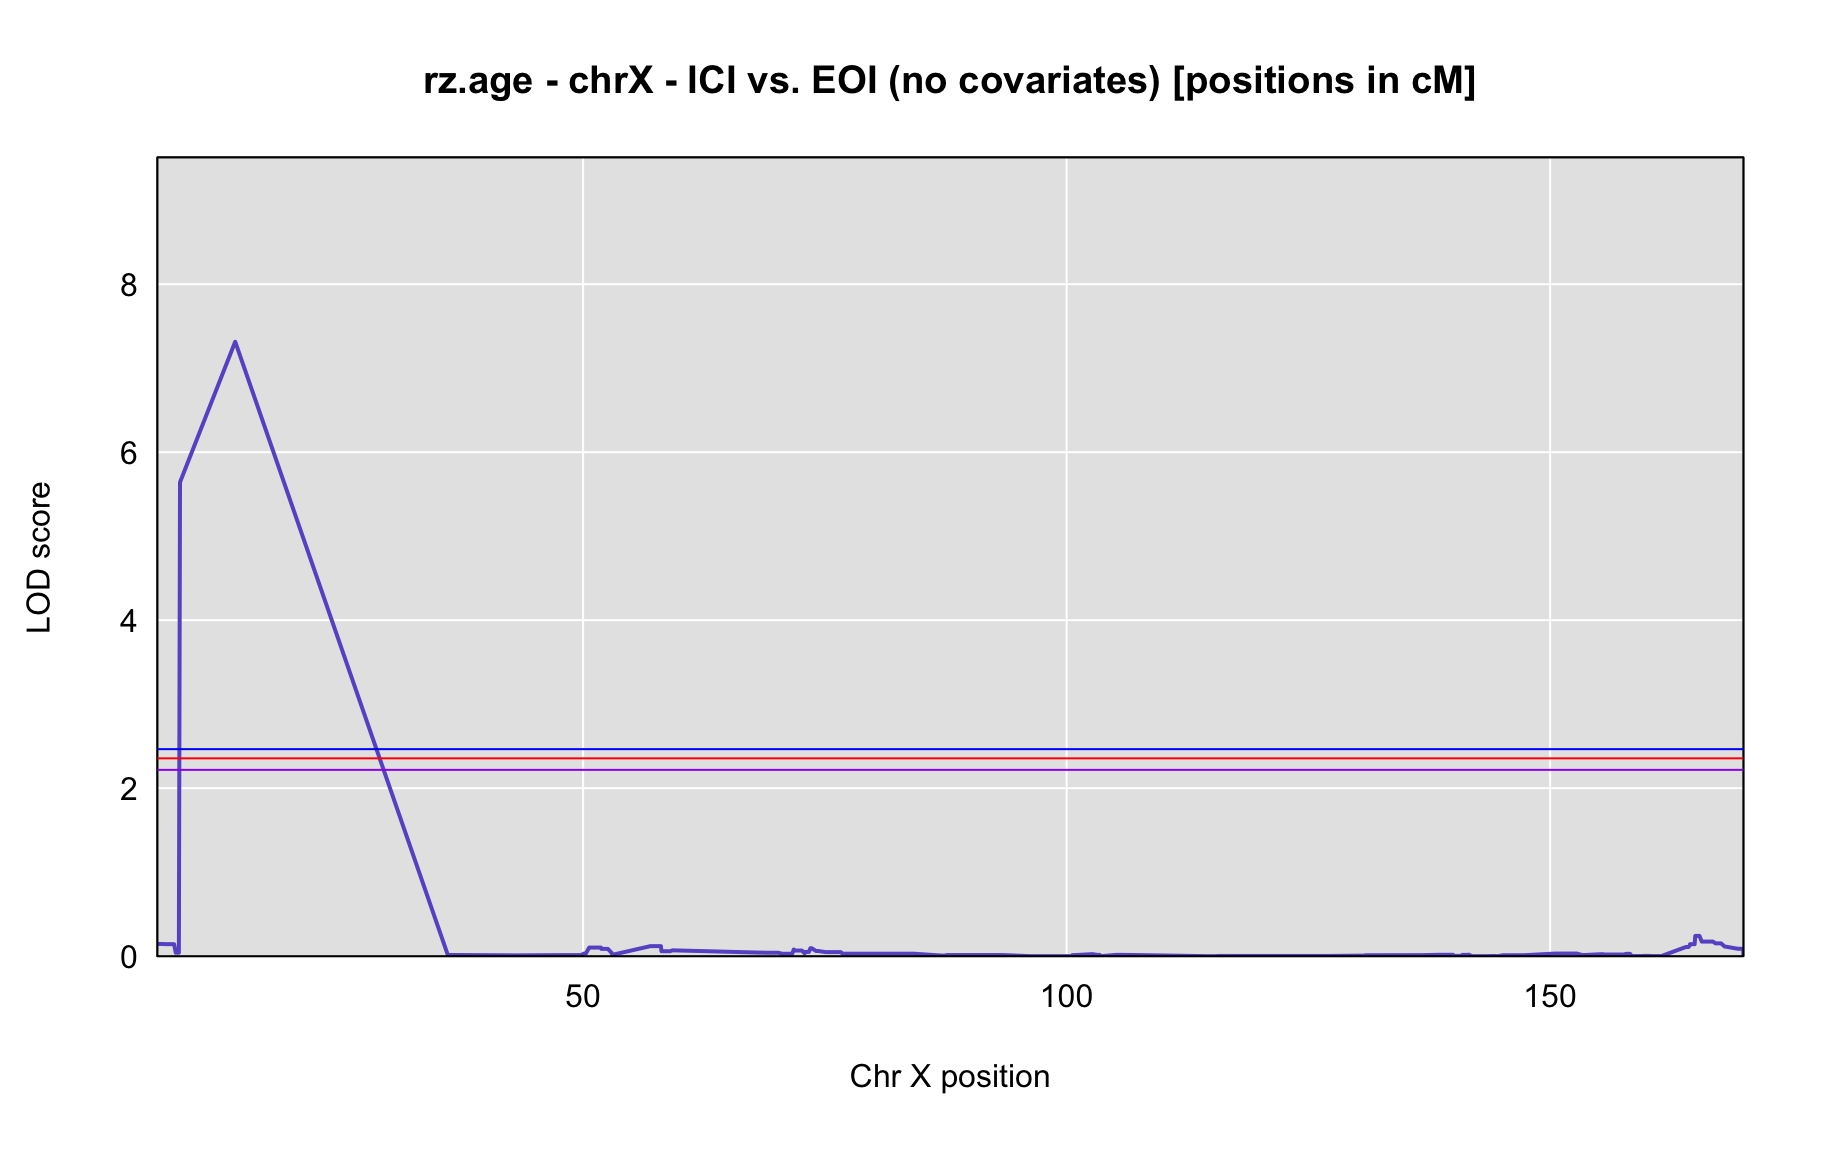 rz.age - chrX - ICI vs. EOI (no covariates) [positions in cM]
LOD score
8
6
4
2
0
50 100 150
Chr X position